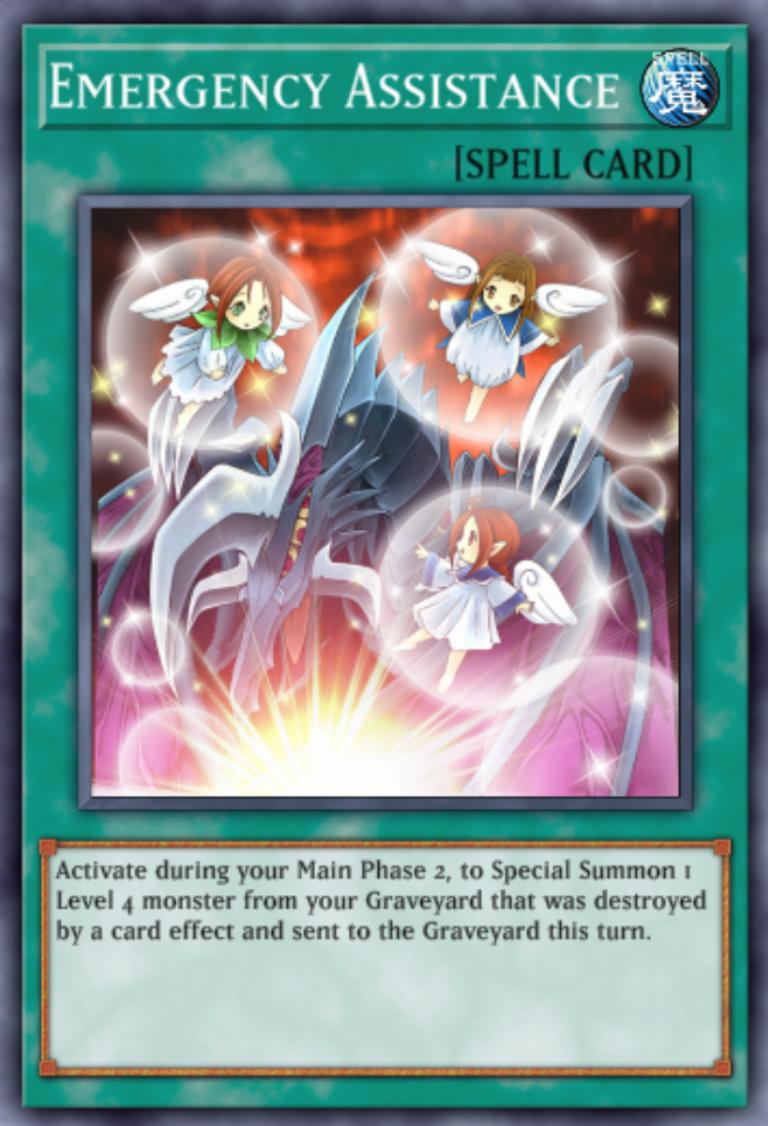 EMERGENCY ASSISTANCE
SPELL
魔
[SPELL CARD]
Activate during your Main Phase 2, to Special Summon 1
Level 4 monster from your Graveyard that was destroyed
by a card effect and sent to the Graveyard this turn.